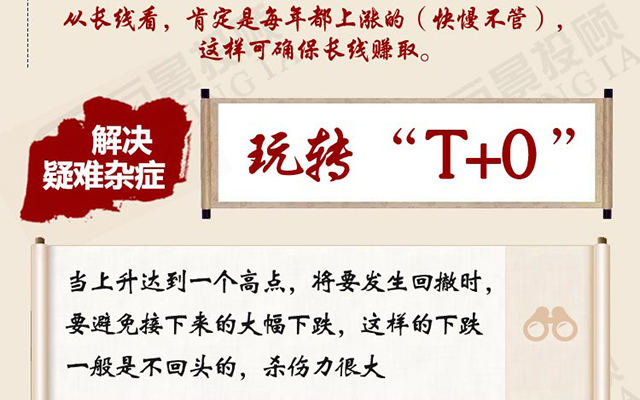 从长线看，肯定是每年都上涨的（快慢不管），
这样可确保长线赚取。
解决
疑难杂症
玩转“T+0”
当上升达到一个高点，将要发生回撤时，
要避免接下来的大幅下跌，这样的下跌
一般是不回头的，杀伤力很大